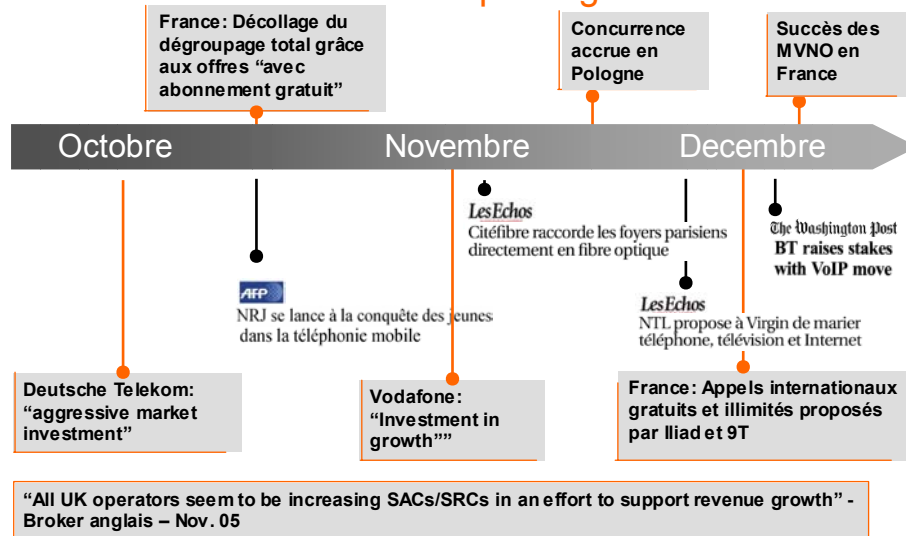 France: Décollage du
dégroupage total grâce
aux offres “avec
abonnement gratuit”
Concurrence
accrue en
Pologne
Succès des
MVNO en
France
Octobre
Novembre
Decembre
LesEchos
Citéfibre raccorde les foyers parisiens
directement en fibre optique
The Washington Post
BT raises stakes
with VoIP move
AFP
NRJ se lance à la conquête des jeunes
dans la téléphonie mobile
LesEchos
NTL propose à Virgin de marier
téléphone, télévision et Internet
Deutsche Telekom:
“aggressive market
investment”
Vodafone:
“Investment in
growth””
France: Appels internationaux
gratuits et illimités proposés
par Iliad et 9T
“All UK operators seem to be increasing SACs/SRCs in an effort to support revenue growth” -
Broker anglais – Nov. 05